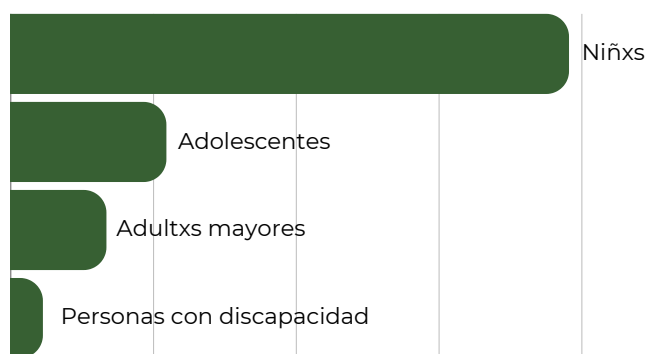 Niñxs
Adolescentes
Adultxs mayores
Personas con discapacidad